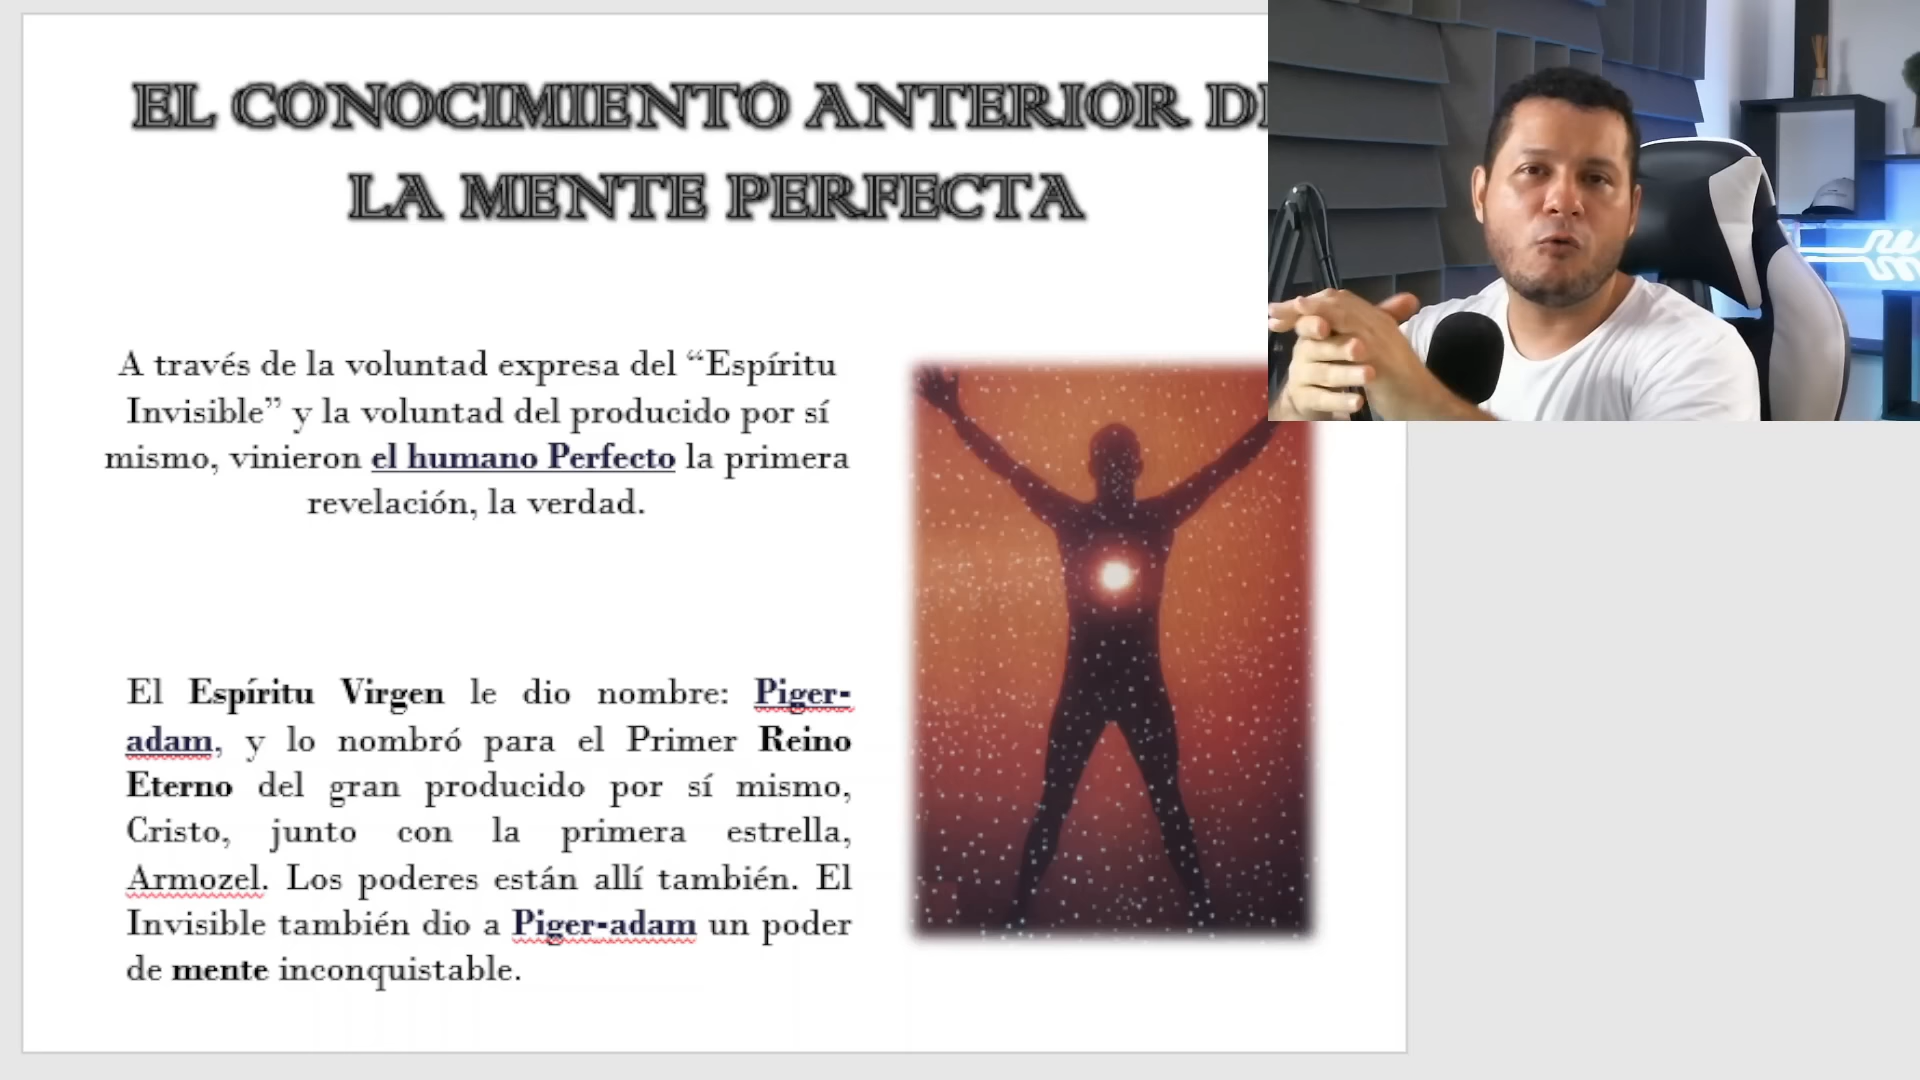 EL CONOCIMIENTO ANTERIOR DE
LA MENTE PERFECTA
A través de la voluntad expresa del “Espíritu
Invisible” y la voluntad del producido por sí
mismo, vinieron el humano Perfecto la primera
revelación, la verdad.
El Espíritu Virgen le dio nombre: Piger-
adam, y lo nombró para el Primer Reino
Eterno del gran producido por sí mismo,
Cristo, junto con la primera estrella,
Armozel. Los poderes están allí también. El
Invisible también dio a Piger-adam un poder
de mente inconquistable.